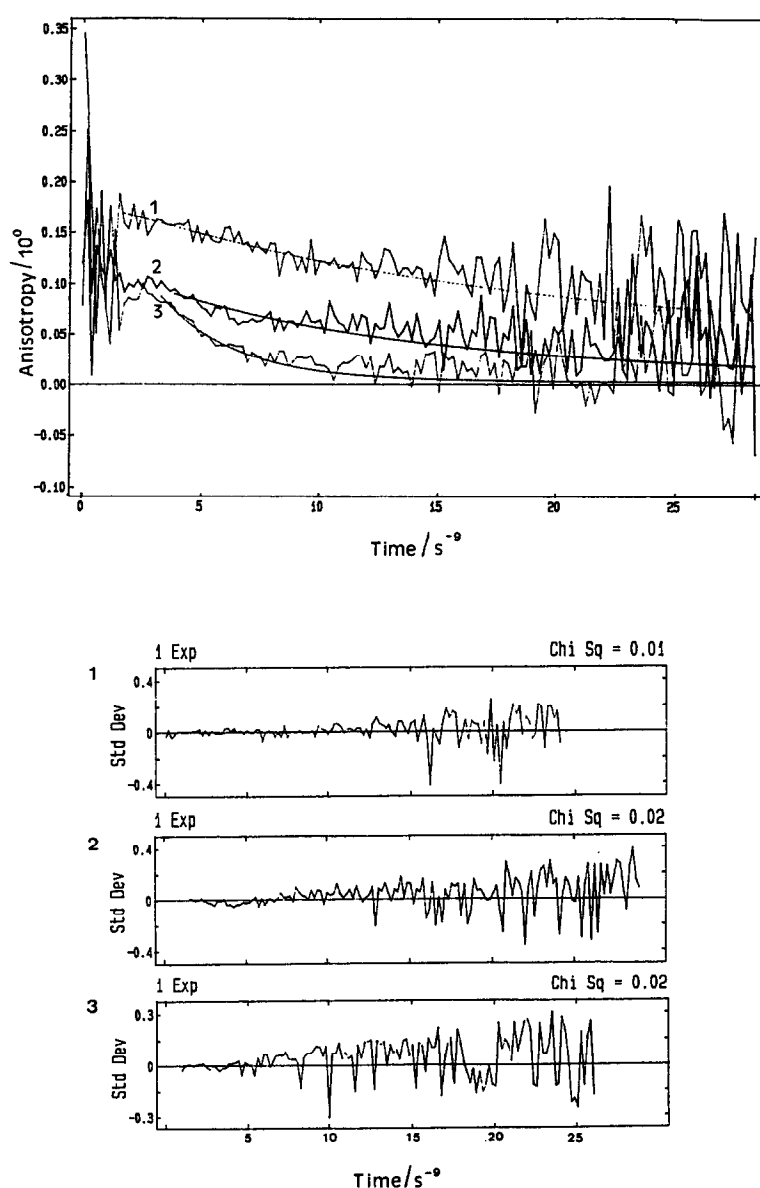 0.35
0.30
0.25
0.20
0.15
0.10
0.05
0.00
-0.05
-0.10
Anisotropy/10⁰
1
2
3
0 5 10 15 20 25
Time/s⁻⁹
1 Exp Chi Sq = 0.01
1
0.4
0
-0.4
Std Dev
1 Exp Chi Sq = 0.02
2
0.4
0
-0.4
Std Dev
1 Exp Chi Sq = 0.02
3
0.3
0
-0.3
Std Dev
5 10 15 .20 25
Time/s⁻⁹